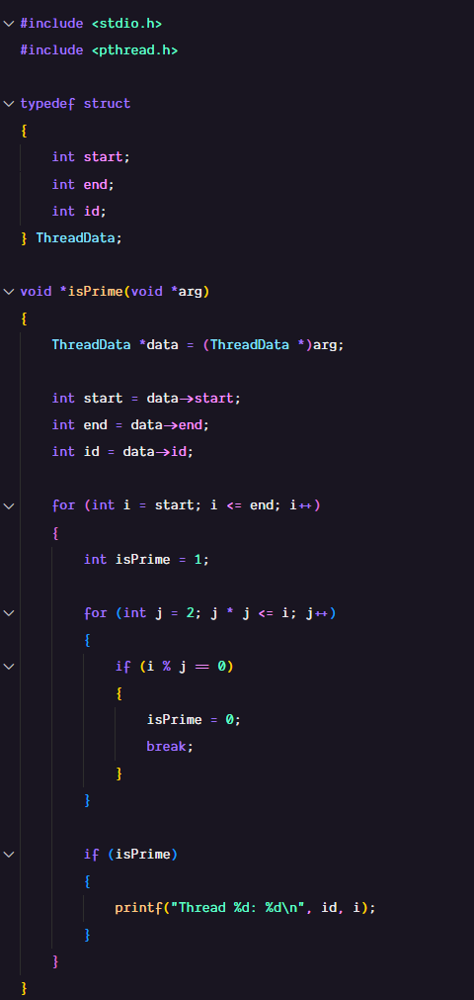 #include <stdio.h>
#include <pthread.h>

typedef struct
{
    int start;
    int end;
    int id;
} ThreadData;

void *isPrime(void *arg)
{
    ThreadData *data = (ThreadData *)arg;

    int start = data->start;
    int end = data->end;
    int id = data->id;

    for (int i = start; i <= end; i++)
    {
        int isPrime = 1;

        for (int j = 2; j * j <= i; j++)
        {
            if (i % j == 0)
            {
                isPrime = 0;
                break;
            }
        }

        if (isPrime)
        {
            printf("Thread %d: %d\n", id, i);
        }
    }
}